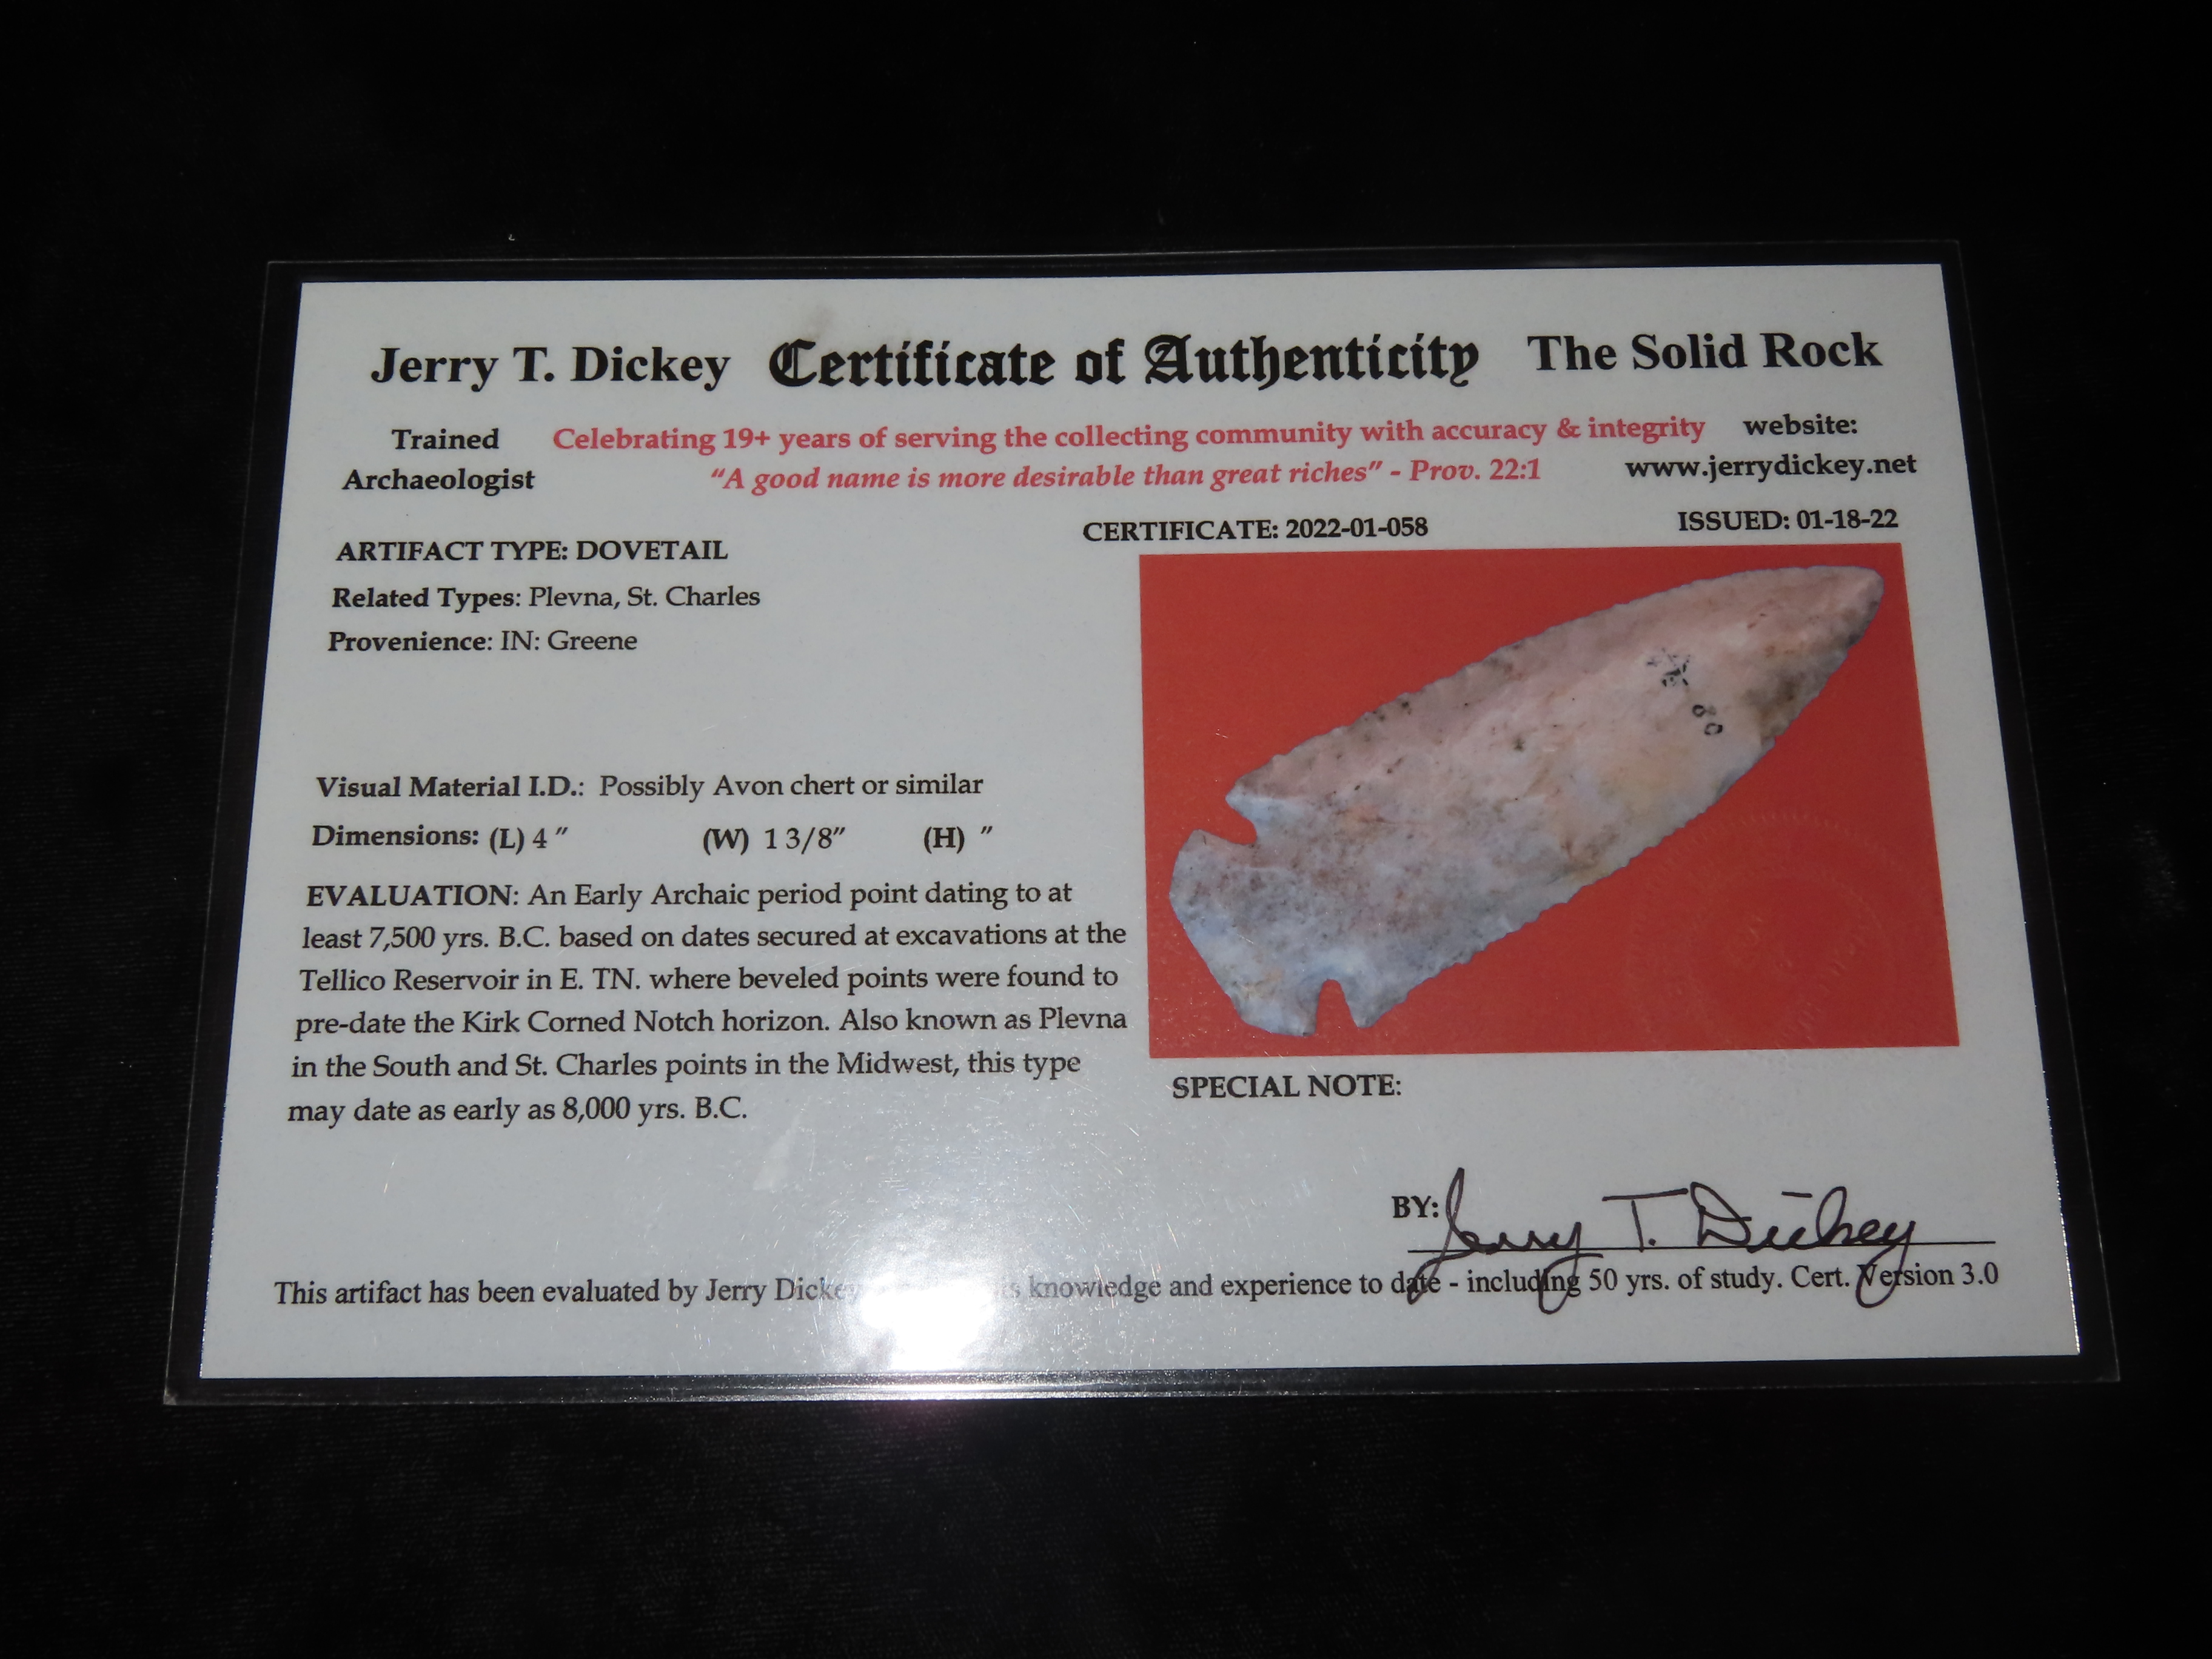 Jerry T. Dickey Certificate of Authenticity The Solid Rock
Trained Celebrating 19+ years of serving the collecting community with accuracy & integrity website:
Archaeologist "A good name is more desirable than great riches" - Prov. 22:1 www.jerrydickey.net
CERTIFICATE: 2022-01-058 ISSUED: 01-18-22
ARTIFACT TYPE: DOVETAIL
Related Types: Plevna, St. Charles
Provenience: IN: Greene
Visual Material I.D.: Possibly Avon chert or similar
Dimensions: (L) 4 " (W) 1 3/8" (H) "
EVALUATION: An Early Archaic period point dating to at
least 7,500 yrs. B.C. based on dates secured at excavations at the
Tellico Reservoir in E. TN. where beveled points were found to
pre-date the Kirk Corned Notch horizon. Also known as Plevna
in the South and St. Charles points in the Midwest, this type
may date as early as 8,000 yrs. B.C.
SPECIAL NOTE:
BY: Jerry T. Dickey
This artifact has been evaluated by Jerry Dickey knowledge and experience to date - including 50 yrs. of study. Cert. Version 3.0